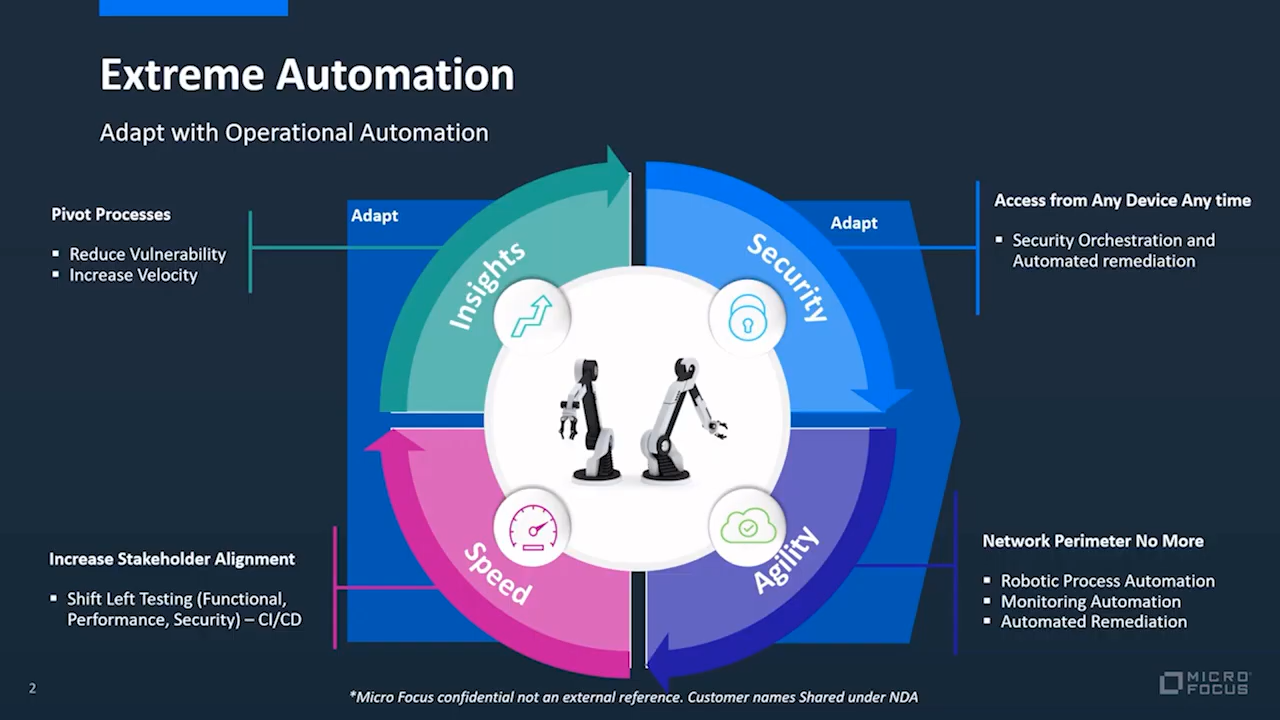 Extreme Automation
Adapt with Operational Automation
Pivot Processes
▪ Reduce Vulnerability
▪ Increase Velocity
Adapt
Insights
Adapt
Security
Access from Any Device Any time
▪ Security Orchestration and
Automated remediation
Increase Stakeholder Alignment
▪ Shift Left Testing (Functional,
Performance, Security) – CI/CD
Speed
Agility
Network Perimeter No More
▪ Robotic Process Automation
▪ Monitoring Automation
▪ Automated Remediation
2
*Micro Focus confidential not an external reference. Customer names Shared under NDA
MICRO
FOCUS